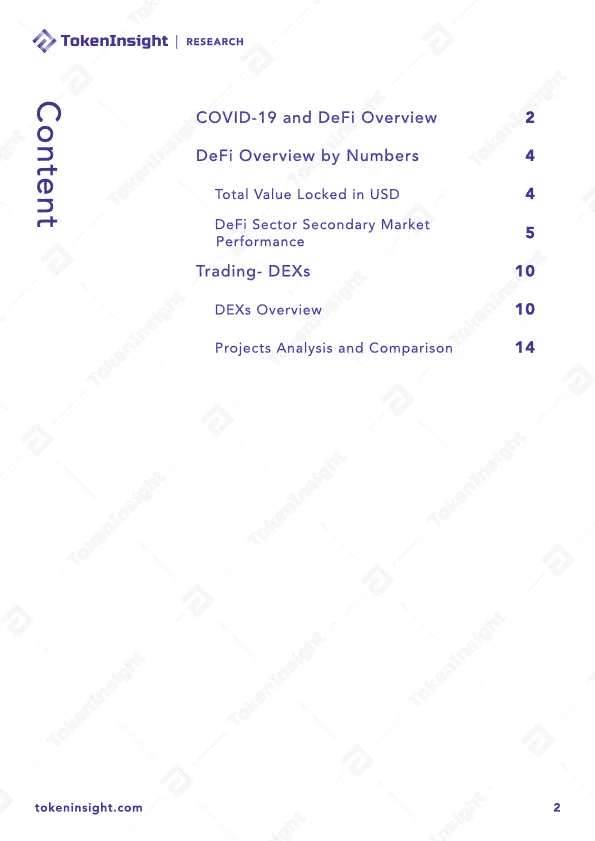 TokenInsight | RESEARCH
Content
COVID-19 and DeFi Overview 2
DeFi Overview by Numbers 4
Total Value Locked in USD 4
DeFi Sector Secondary Market
Performance 5
Trading- DEXs 10
DEXs Overview 10
Projects Analysis and Comparison 14
tokeninsight.com 2